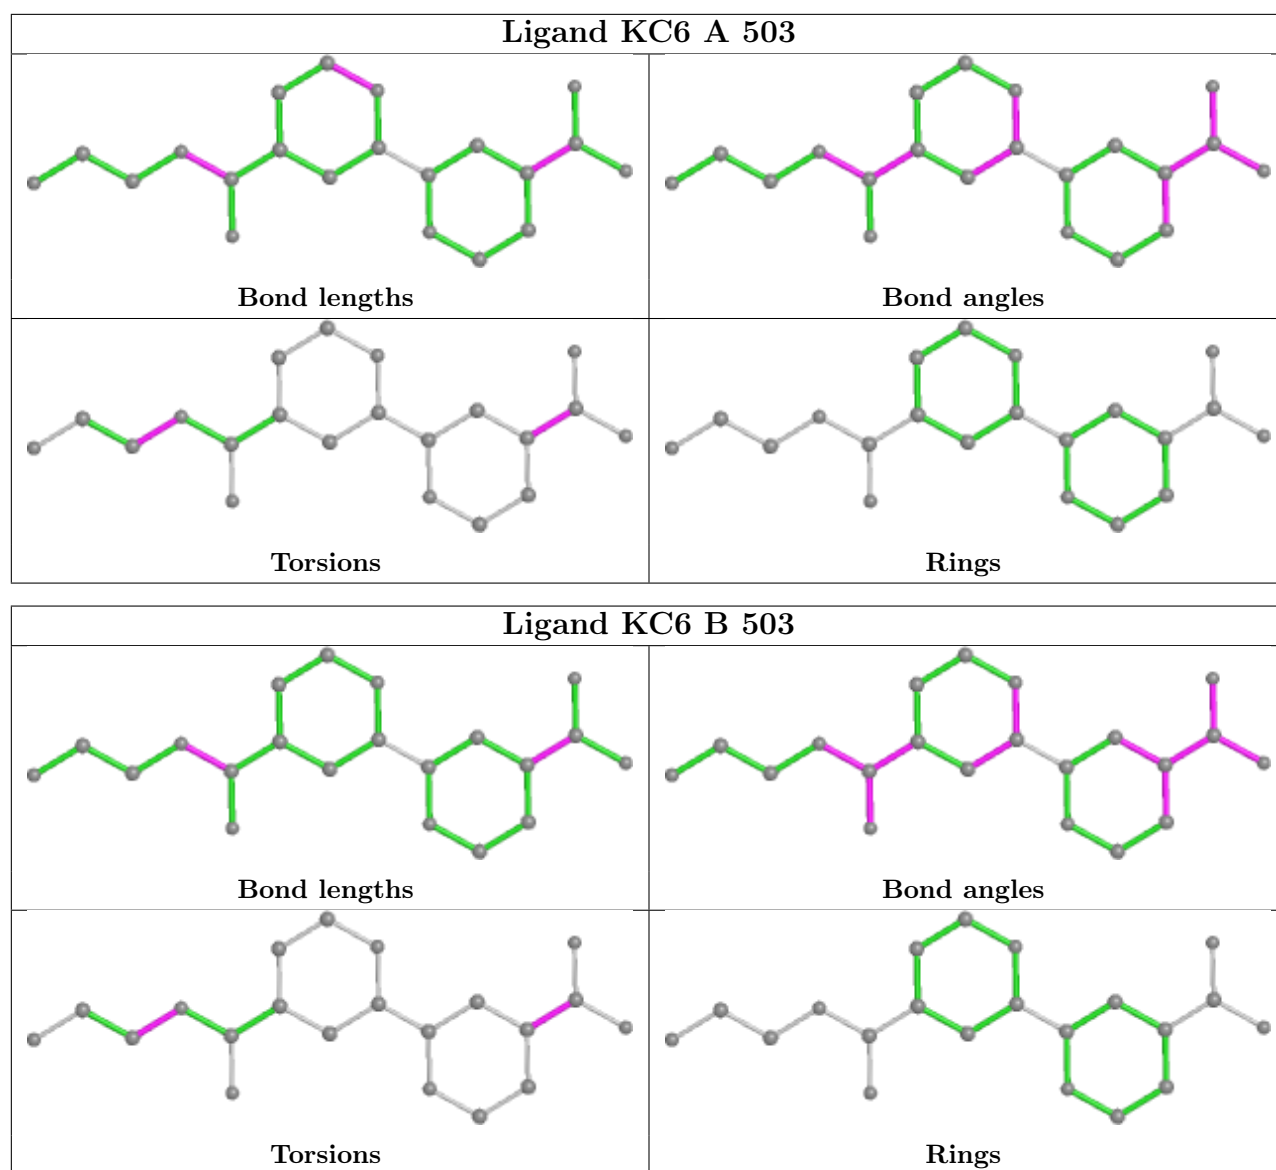 Ligand KC6 A 503
Bond lengths
Bond angles
Torsions
Rings
Ligand KC6 B 503
Bond lengths
Bond angles
Torsions
Rings